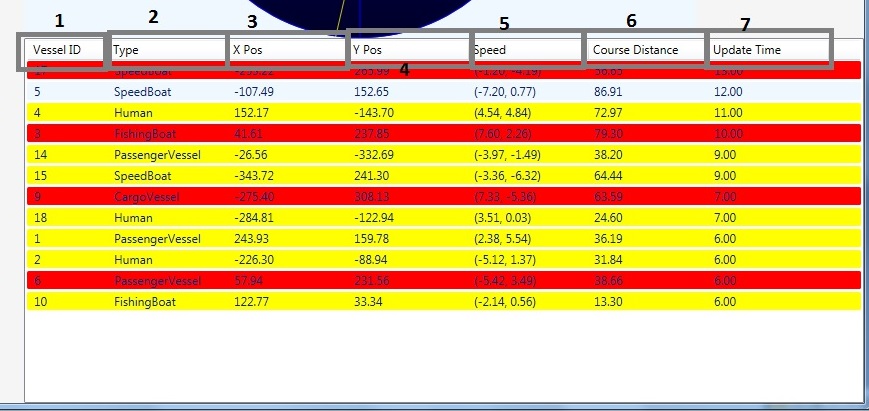 1 2 3 5 6 7
Vessel ID Type X Pos Y Pos Speed Course Distance Update Time
4
17 SpeedBoat -253.22 265.99 (-1.20, -4.19) 56.65 13.00
5 SpeedBoat -107.49 152.65 (-7.20, 0.77) 86.91 12.00
4 Human 152.17 -143.70 (4.54, 4.84) 72.97 11.00
3 FishingBoat 41.61 237.85 (7.60, 2.26) 79.30 10.00
14 PassengerVessel -26.56 -332.69 (-3.97, -1.49) 38.20 9.00
15 SpeedBoat -343.72 241.30 (-3.36, -6.32) 64.44 9.00
9 CargoVessel -275.40 308.13 (7.33, -5.36) 63.59 7.00
18 Human -284.81 -122.94 (3.51, 0.03) 24.60 7.00
1 PassengerVessel 243.93 159.78 (2.38, 5.54) 36.19 6.00
2 Human -226.30 -88.94 (-5.12, 1.37) 31.84 6.00
6 PassengerVessel 57.94 231.56 (-5.42, 3.49) 38.66 6.00
10 FishingBoat 122.77 33.34 (-2.14, 0.56) 13.30 6.00